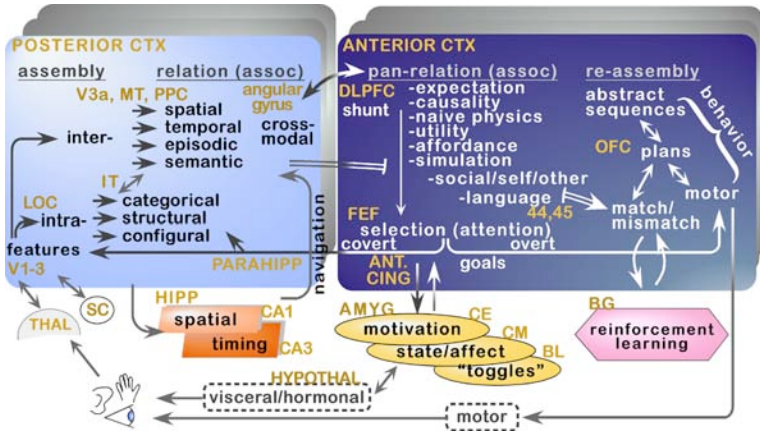 POSTERIOR CTX
assembly
relation (assoc)
V3a, MT, PPC
angular
gyrus
spatial
temporal
episodic
semantic
cross-
modal
inter-
IT
LOC
intra-
categorical
structural
configural
features
V1-3
PARAHIPP
navigation
ANTERIOR CTX
pan-relation (assoc)
DLPFC
shunt
-expectation
-causality
-naive physics
-utility
-affordance
-simulation
-social/self/other
-language
44,45
FEF
selection (attention)
covert
overt
goals
ANT.
CING
re-assembly
abstract
sequences
behavior
OFC
plans
motor
match/
mismatch
THAL
SC
HIPP
CA1
spatial
timing
CA3
AMYG
CE
motivation
CM
state/affect
BL
"toggles"
BG
reinforcement
learning
HYPOTHAL
visceral/hormonal
motor